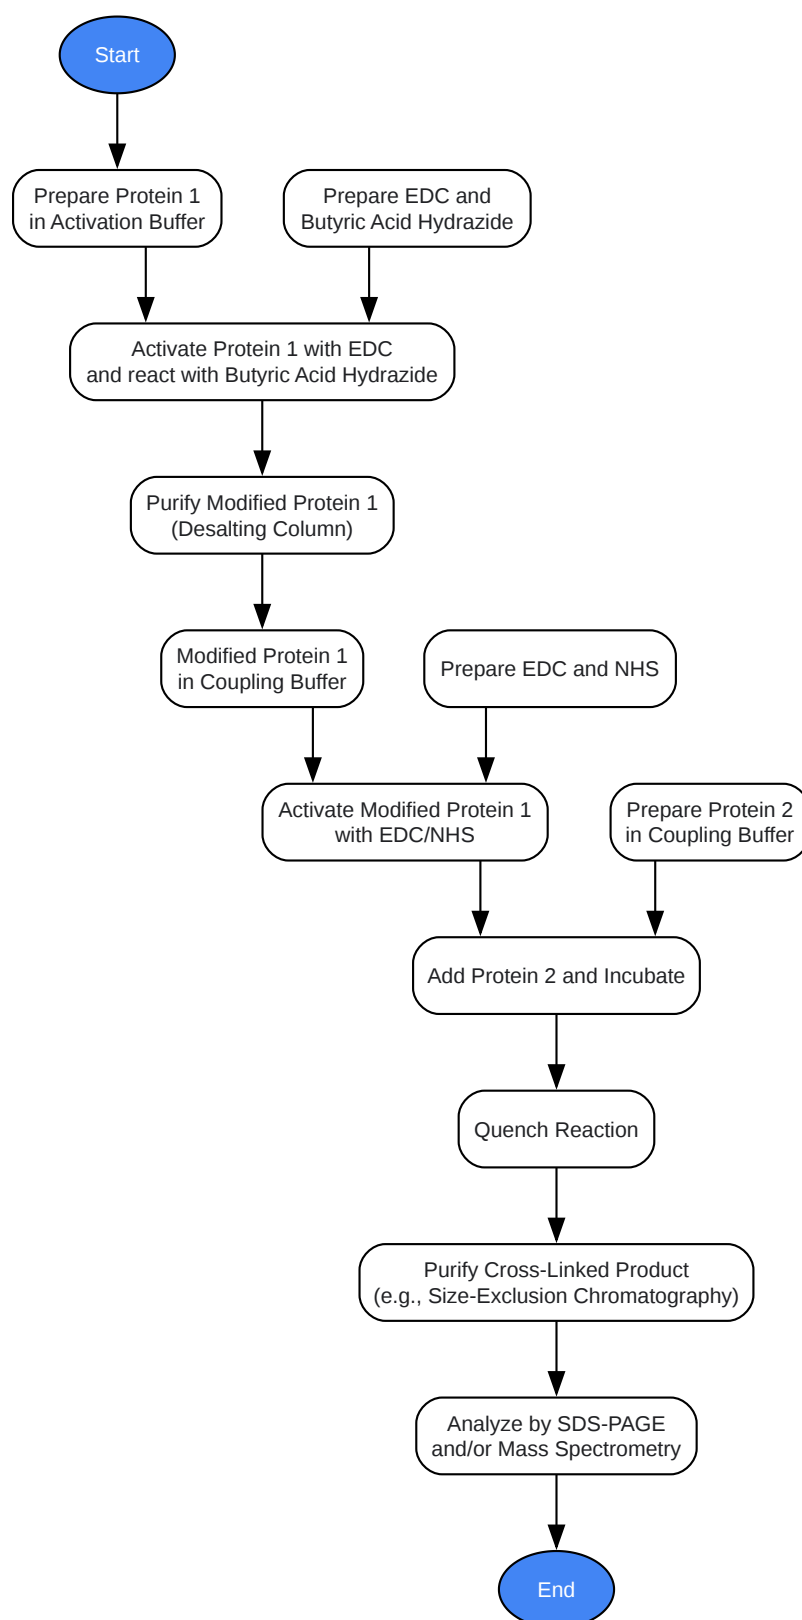 Start
Prepare Protein 1
in Activation Buffer
Prepare EDC and
Butyric Acid Hydrazide
Activate Protein 1 with EDC
and react with Butyric Acid Hydrazide
Purify Modified Protein 1
(Desalting Column)
Modified Protein 1
in Coupling Buffer
Prepare EDC and NHS
Activate Modified Protein 1
with EDC/NHS
Prepare Protein 2
in Coupling Buffer
Add Protein 2 and Incubate
Quench Reaction
Purify Cross-Linked Product
(e.g., Size-Exclusion Chromatography)
Analyze by SDS-PAGE
and/or Mass Spectrometry
End